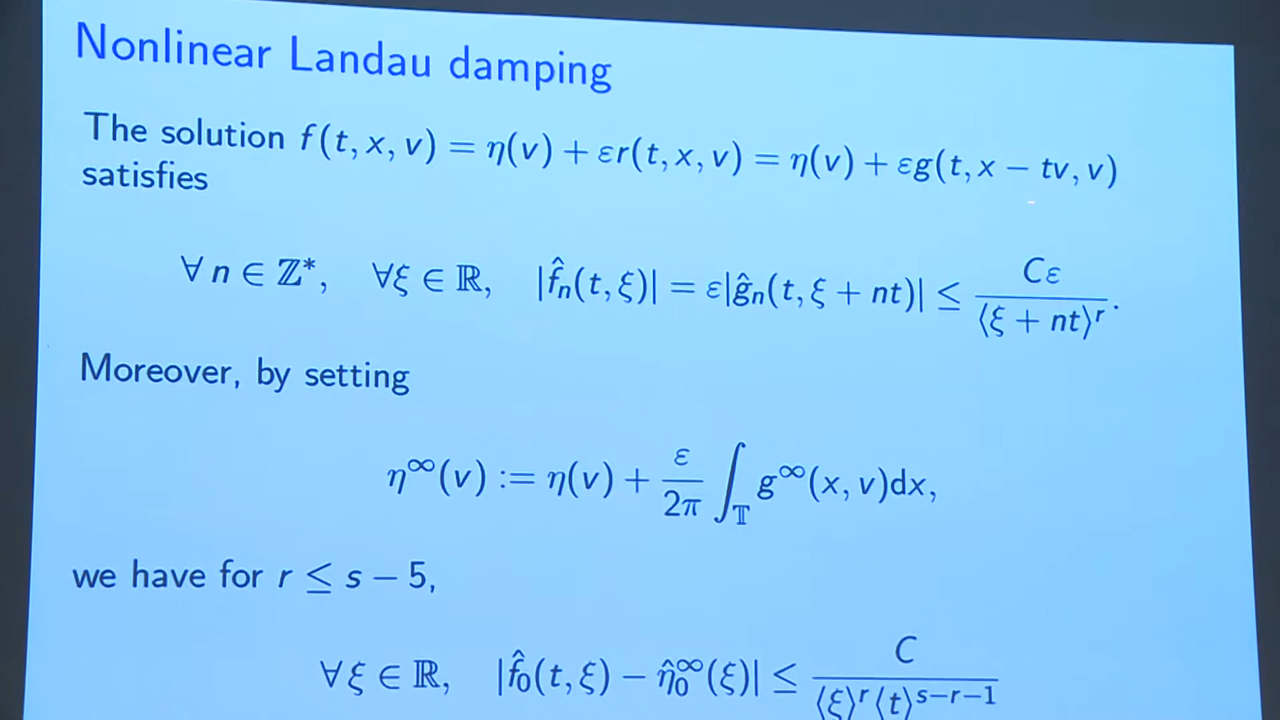 Nonlinear Landau damping
The solution f(t, x, v) = η(v) + εr(t, x, v) = η(v) + εg(t, x − tv, v)
satisfies
∀ n ∈ ℤ*, ∀ξ ∈ ℝ, |f̂ₙ(t, ξ)| = ε|ĝₙ(t, ξ + nt)| ≤ Cε / ⟨ξ + nt⟩^r .
Moreover, by setting
η^∞(v) := η(v) + ε/2π ∫_𝕋 g^∞(x, v)dx,
we have for r ≤ s − 5,
∀ ξ ∈ ℝ, |f̂₀(t, ξ) − η̂₀^∞(ξ)| ≤ C / ⟨ξ⟩^r ⟨t⟩^{s−r−1}